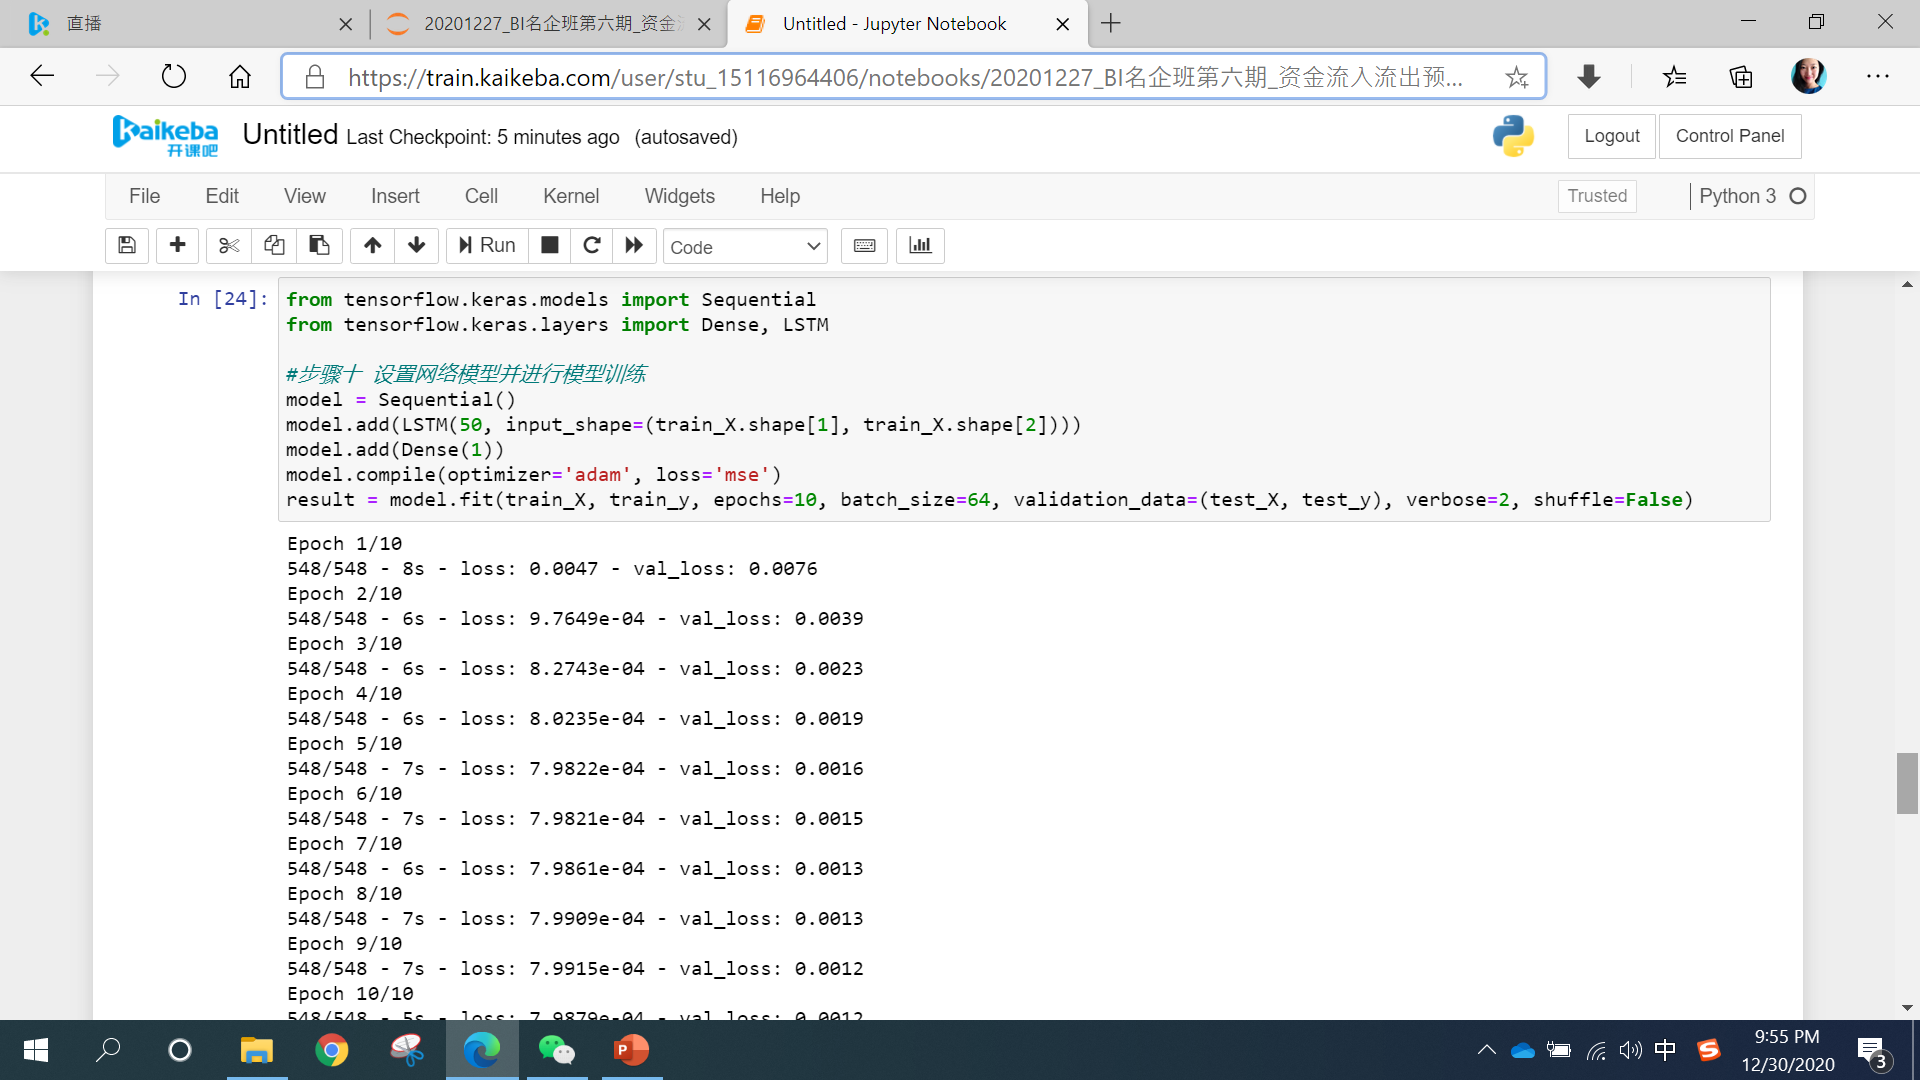 直播
20201227_BI名企班第六期_资金
Untitled - Jupyter Notebook
https://train.kaikeba.com/user/stu_15116964406/notebooks/20201227_BI名企班第六期_资金流入流出预...
Kaikeba
开课吧
Untitled Last Checkpoint: 5 minutes ago (autosaved)
Logout
Control Panel
File Edit View Insert Cell Kernel Widgets Help
Trusted
Python 3
Run
Code
In [24]:
from tensorflow.keras.models import Sequential
from tensorflow.keras.layers import Dense, LSTM
#步骤十 设置网络模型并进行模型训练
model = Sequential()
model.add(LSTM(50, input_shape=(train_X.shape[1], train_X.shape[2])))
model.add(Dense(1))
model.compile(optimizer='adam', loss='mse')
result = model.fit(train_X, train_y, epochs=10, batch_size=64, validation_data=(test_X, test_y), verbose=2, shuffle=False)
Epoch 1/10
548/548 - 8s - loss: 0.0047 - val_loss: 0.0076
Epoch 2/10
548/548 - 6s - loss: 9.7649e-04 - val_loss: 0.0039
Epoch 3/10
548/548 - 6s - loss: 8.2743e-04 - val_loss: 0.0023
Epoch 4/10
548/548 - 6s - loss: 8.0235e-04 - val_loss: 0.0019
Epoch 5/10
548/548 - 7s - loss: 7.9822e-04 - val_loss: 0.0016
Epoch 6/10
548/548 - 7s - loss: 7.9821e-04 - val_loss: 0.0015
Epoch 7/10
548/548 - 6s - loss: 7.9861e-04 - val_loss: 0.0013
Epoch 8/10
548/548 - 7s - loss: 7.9909e-04 - val_loss: 0.0013
Epoch 9/10
548/548 - 7s - loss: 7.9915e-04 - val_loss: 0.0012
Epoch 10/10
548/548 - 5s - loss: 7.9879e-04 - val_loss: 0.0012
中
9:55 PM
12/30/2020
3